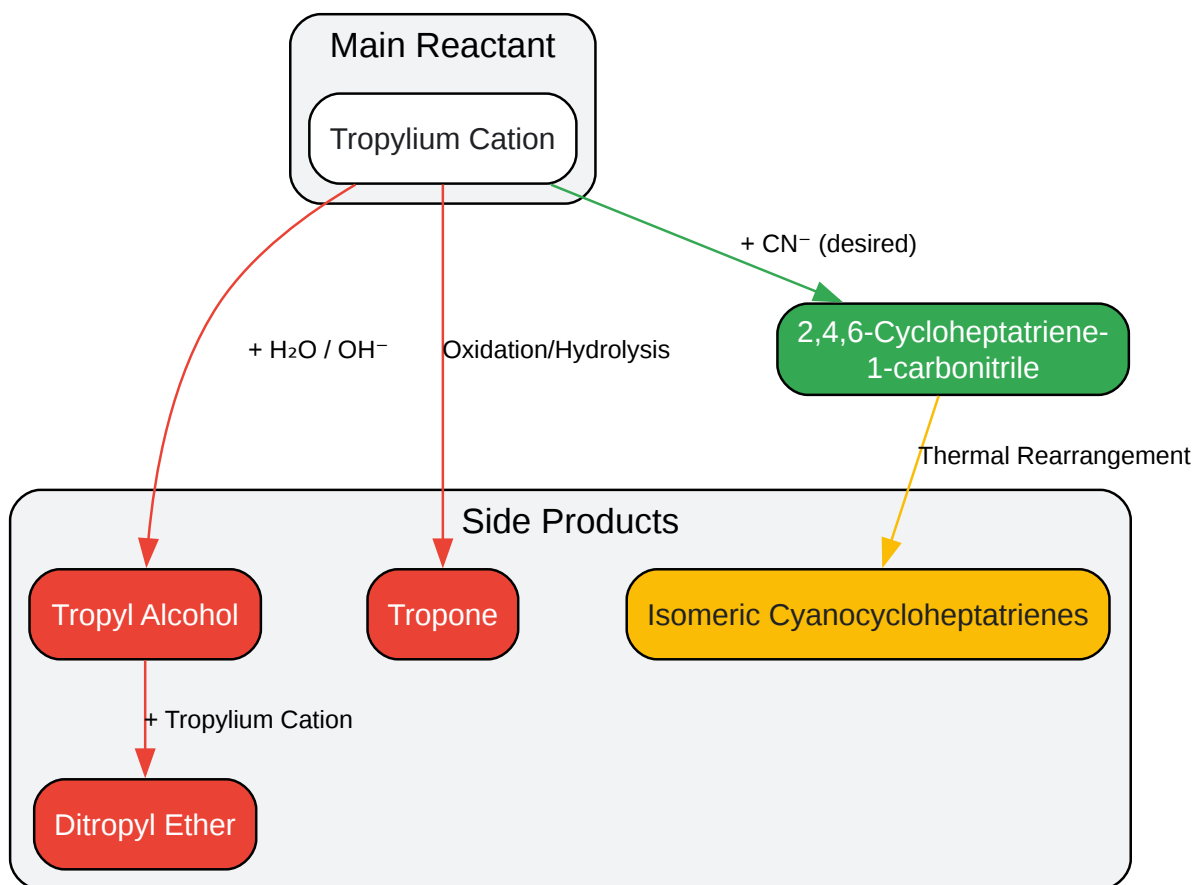 Main Reactant
Tropylium Cation
+ CN⁻ (desired)
2,4,6-Cycloheptatriene-
1-carbonitrile
+ H₂O / OH⁻
Oxidation/Hydrolysis
Thermal Rearrangement
Side Products
Tropyl Alcohol
Tropone
Isomeric Cyanocycloheptatrienes
+ Tropylium Cation
Ditropyl Ether